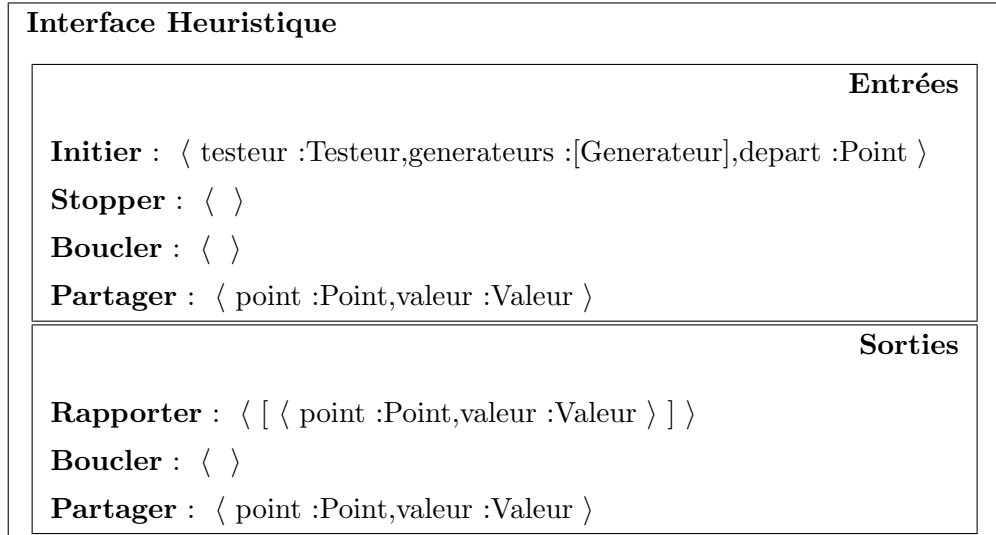 Interface Heuristique
Entrées
Initier : ⟨ testeur :Testeur,generateurs :[Generateur],depart :Point ⟩
Stopper : ⟨ ⟩
Boucler : ⟨ ⟩
Partager : ⟨ point :Point,valeur :Valeur ⟩
Sorties
Rapporter : ⟨ [ ⟨ point :Point,valeur :Valeur ⟩ ] ⟩
Boucler : ⟨ ⟩
Partager : ⟨ point :Point,valeur :Valeur ⟩